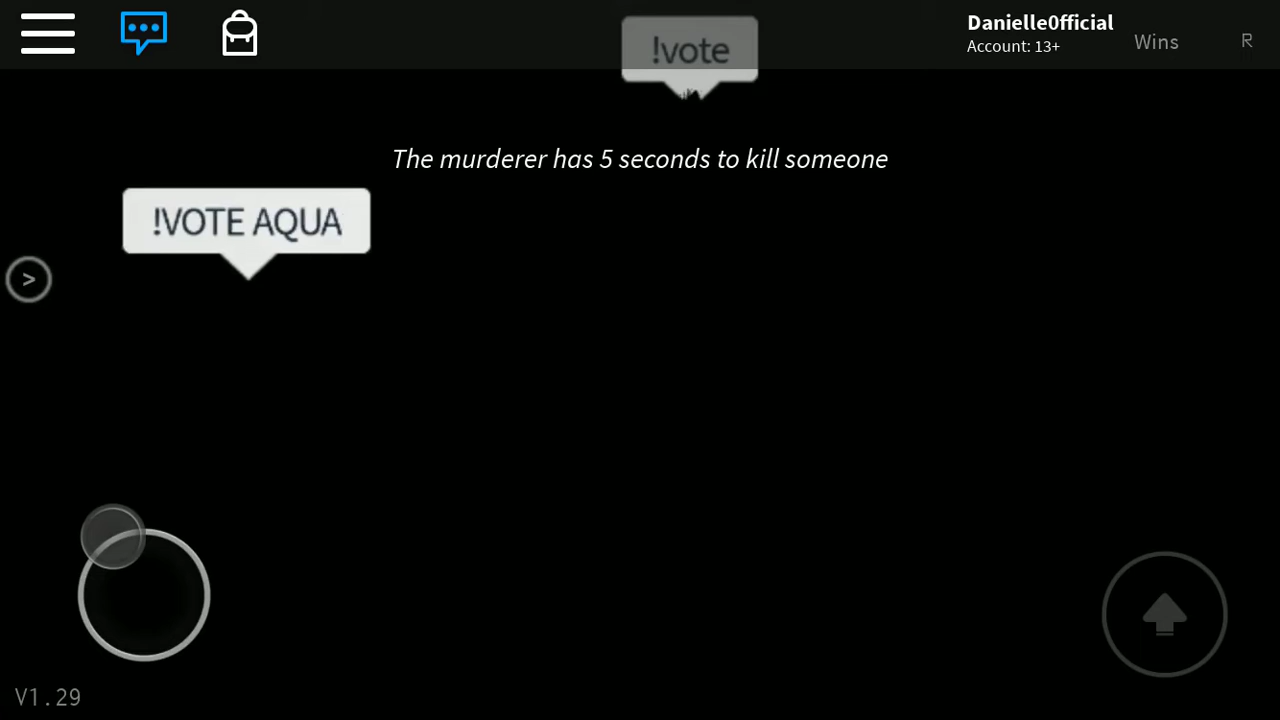 Danielle0fficial
Account: 13+
Wins
R
!vote
The murderer has 5 seconds to kill someone
!VOTE AQUA
>
V1.29